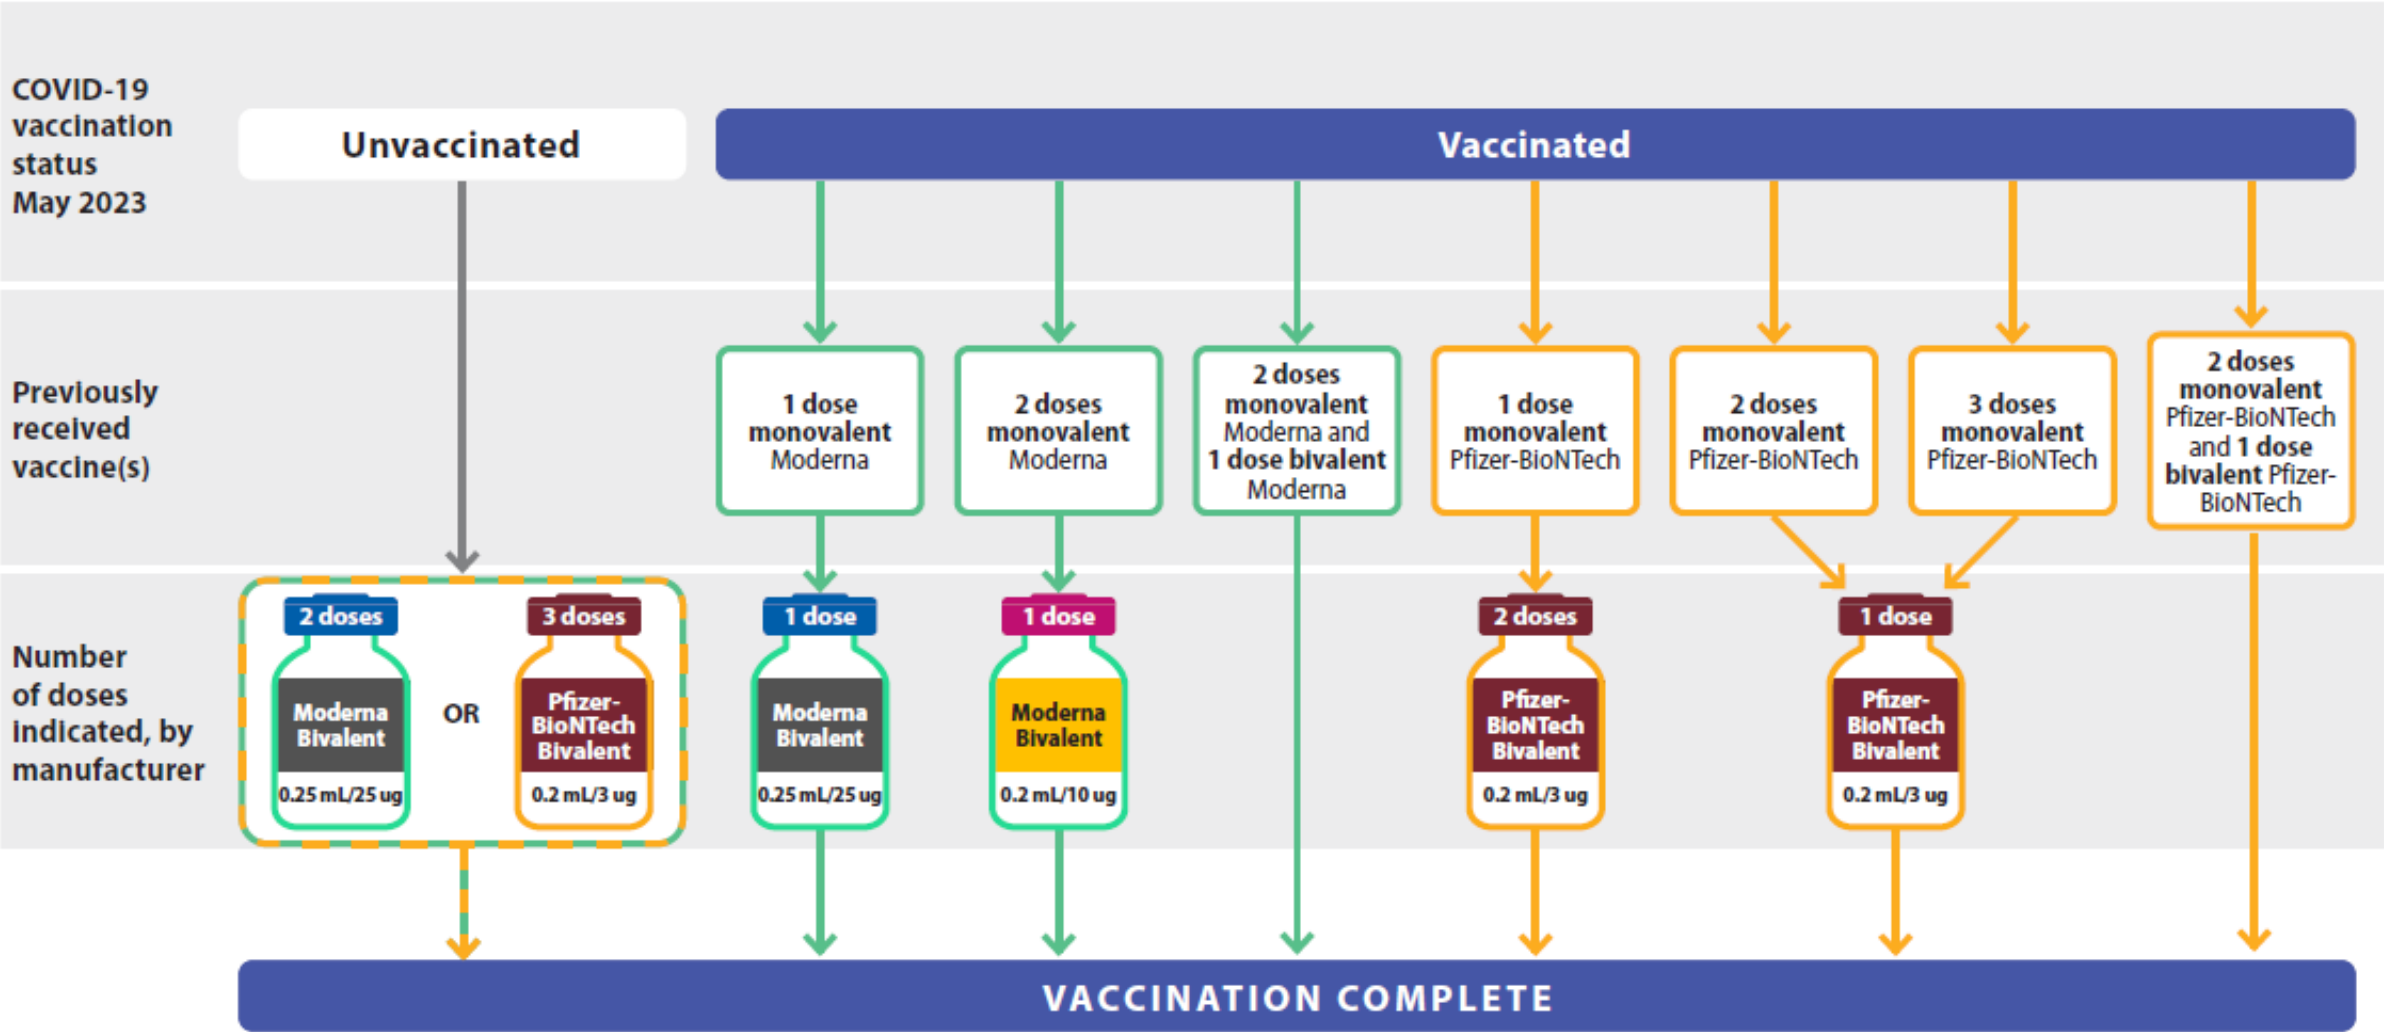 COVID-19
vaccination
status
May 2023
Unvaccinated
Vaccinated
Previously
received
vaccine(s)
1 dose
monovalent
Moderna
2 doses
monovalent
Moderna
2 doses
monovalent
Moderna and
1 dose bivalent
Moderna
1 dose
monovalent
Pfizer-BioNTech
2 doses
monovalent
Pfizer-BioNTech
3 doses
monovalent
Pfizer-BioNTech
2 doses
monovalent
Pfizer-BioNTech
and 1 dose
bivalent Pfizer-
BioNTech
Number
of doses
indicated, by
manufacturer
2 doses
Moderna
Bivalent
0.25 mL/25 ug
OR
3 doses
Pfizer-
BioNTech
Bivalent
0.2 mL/3 ug
1 dose
Moderna
Bivalent
0.25 mL/25 ug
1 dose
Moderna
Bivalent
0.2 mL/10 ug
2 doses
Pfizer-
BioNTech
Bivalent
0.2 mL/3 ug
1 dose
Pfizer-
BioNTech
Bivalent
0.2 mL/3 ug
VACCINATION COMPLETE